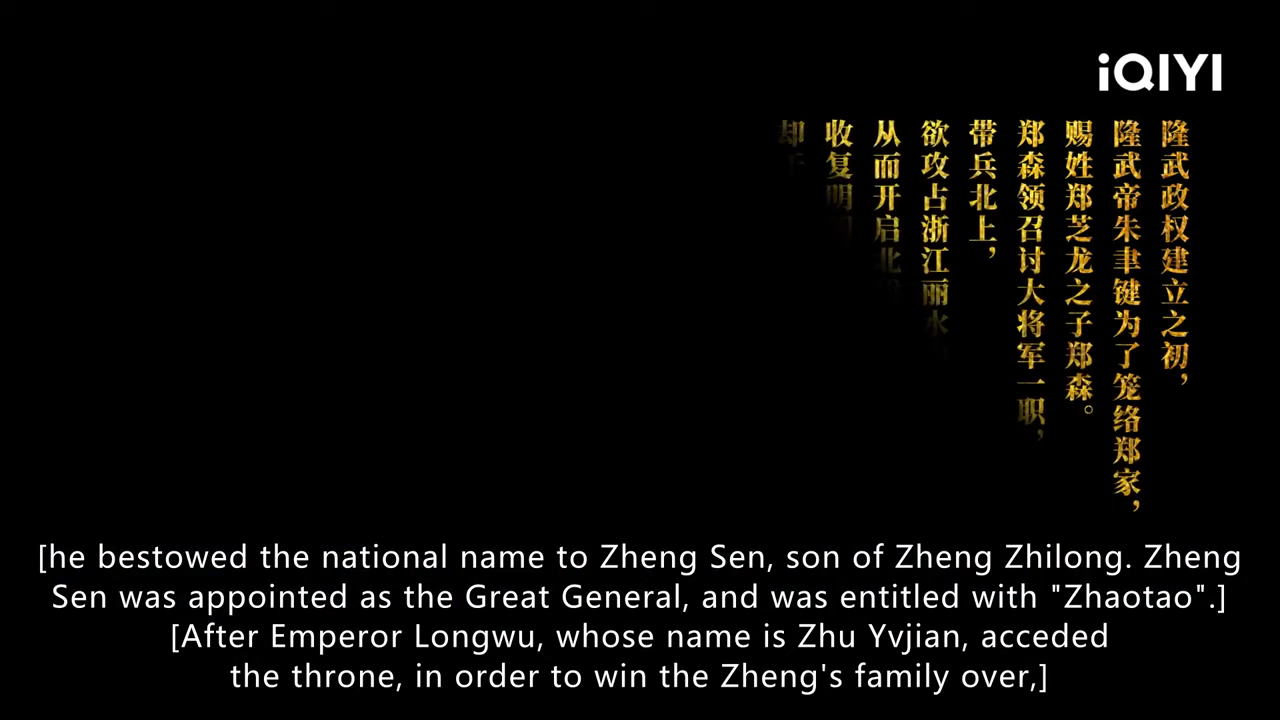 iQIYI
隆武政权建立之初，
隆武帝朱聿键为了笼络郑家，
赐姓郑芝龙之子郑森。
郑森领召讨大将军一职，
带兵北上，
欲攻占浙江丽水
从而开启北
收复明
却
[he bestowed the national name to Zheng Sen, son of Zheng Zhilong. Zheng
Sen was appointed as the Great General, and was entitled with "Zhaotao".]
[After Emperor Longwu, whose name is Zhu Yvjian, acceded
the throne, in order to win the Zheng's family over,]